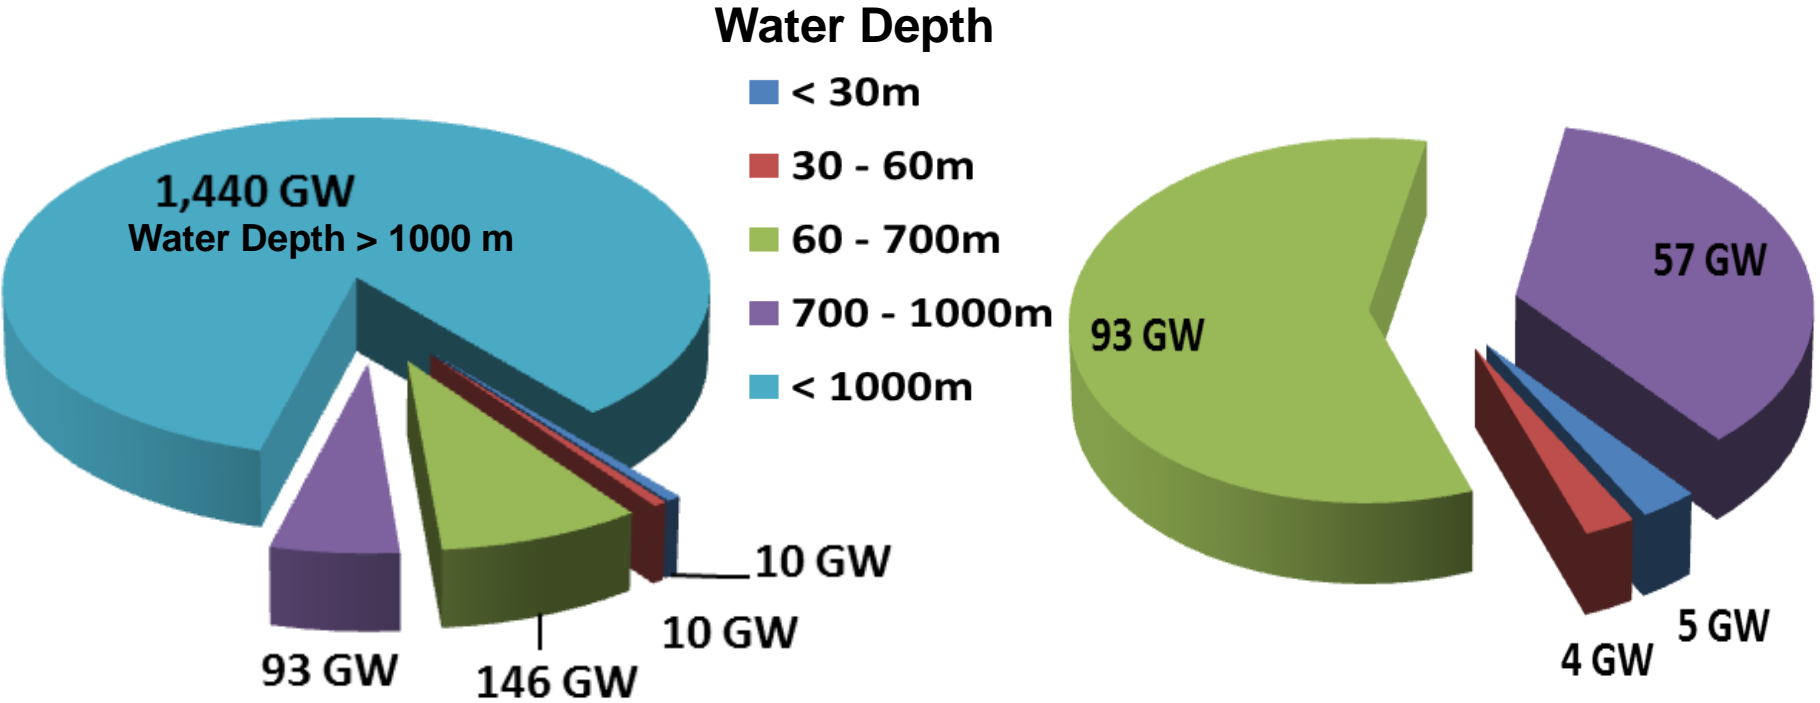 Water Depth
< 30m
30 - 60m
60 - 700m
700 - 1000m
< 1000m
1,440 GW
Water Depth > 1000 m
93 GW
146 GW
10 GW
10 GW
93 GW
57 GW
4 GW
5 GW